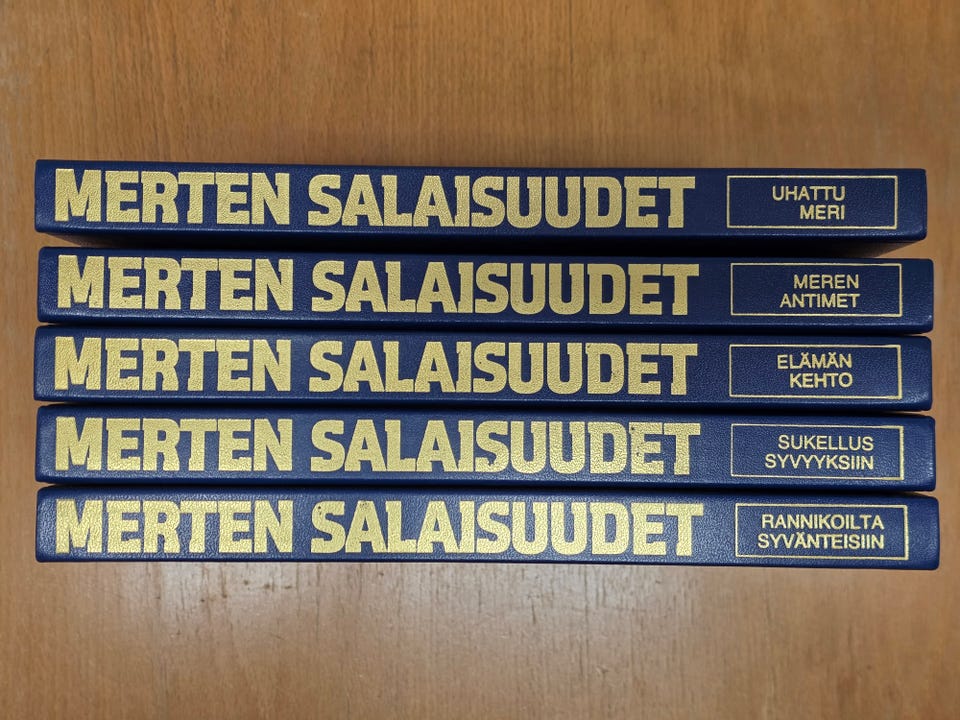 MERTEN SALAISUUDET
UHATTU
MERI
MERTEN SALAISUUDET
MEREN
ANTIMET
MERTEN SALAISUUDET
ELÄMÄN
KEHTO
MERTEN SALAISUUDET
SUKELLUS
SYVYYKSIIN
MERTEN SALAISUUDET
RANNIKOILTA
SYVÄNTEISIIN